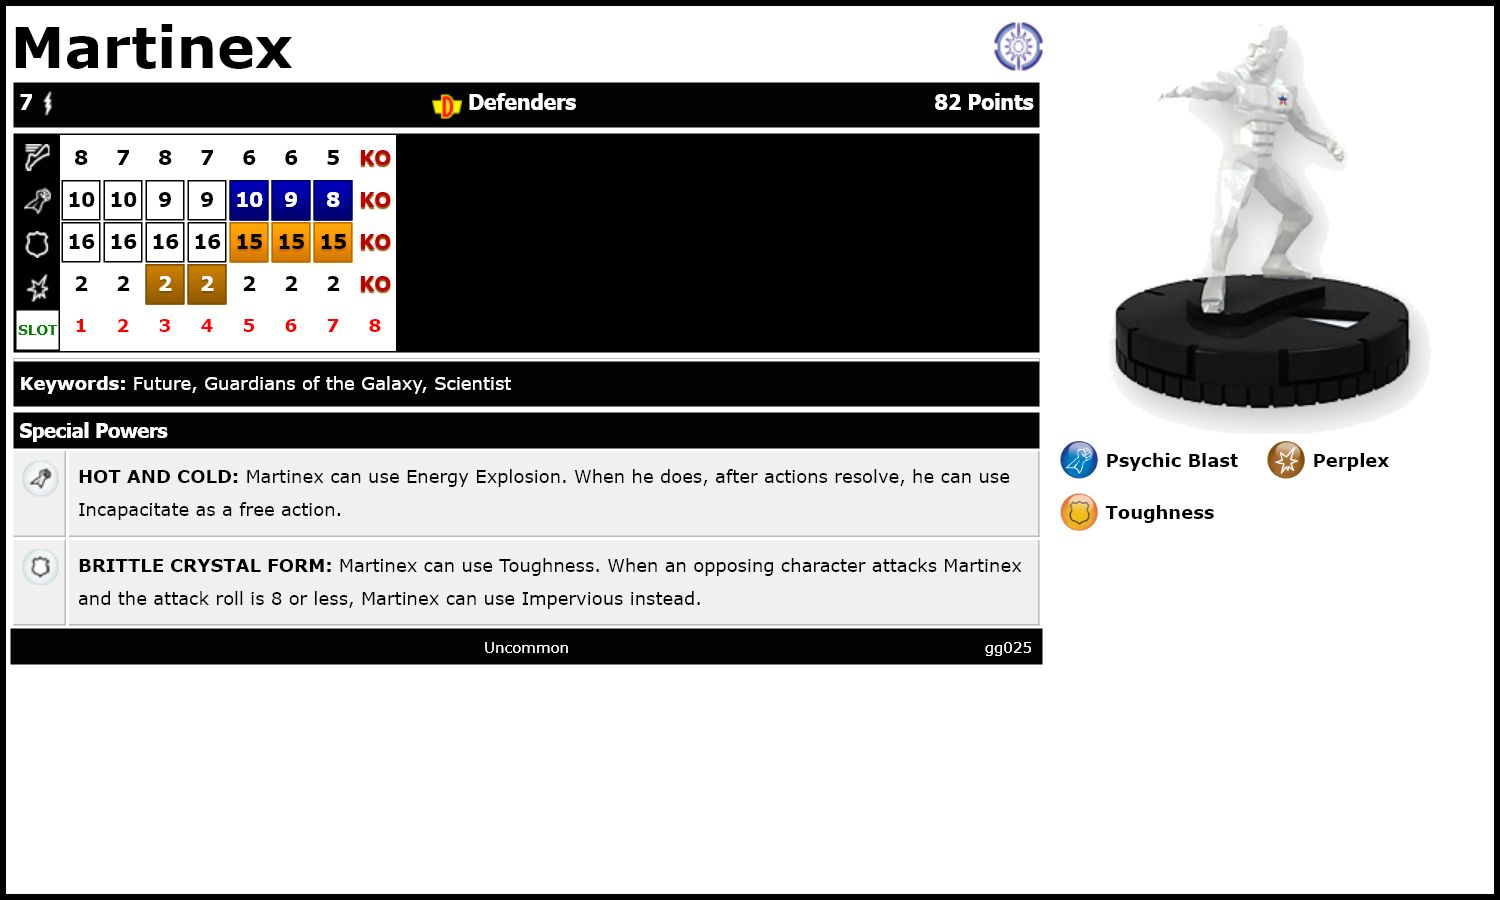 Martinex
7 Defenders 82 Points
8 7 8 7 6 6 5 KO
10 10 9 9 10 9 8 KO
16 16 16 16 15 15 15 KO
2 2 2 2 2 2 2 KO
SLOT 1 2 3 4 5 6 7 8
Keywords: Future, Guardians of the Galaxy, Scientist
Special Powers
HOT AND COLD: Martinex can use Energy Explosion. When he does, after actions resolve, he can use
Incapacitate as a free action.
BRITTLE CRYSTAL FORM: Martinex can use Toughness. When an opposing character attacks Martinex
and the attack roll is 8 or less, Martinex can use Impervious instead.
Uncommon gg025
Psychic Blast Perplex
Toughness